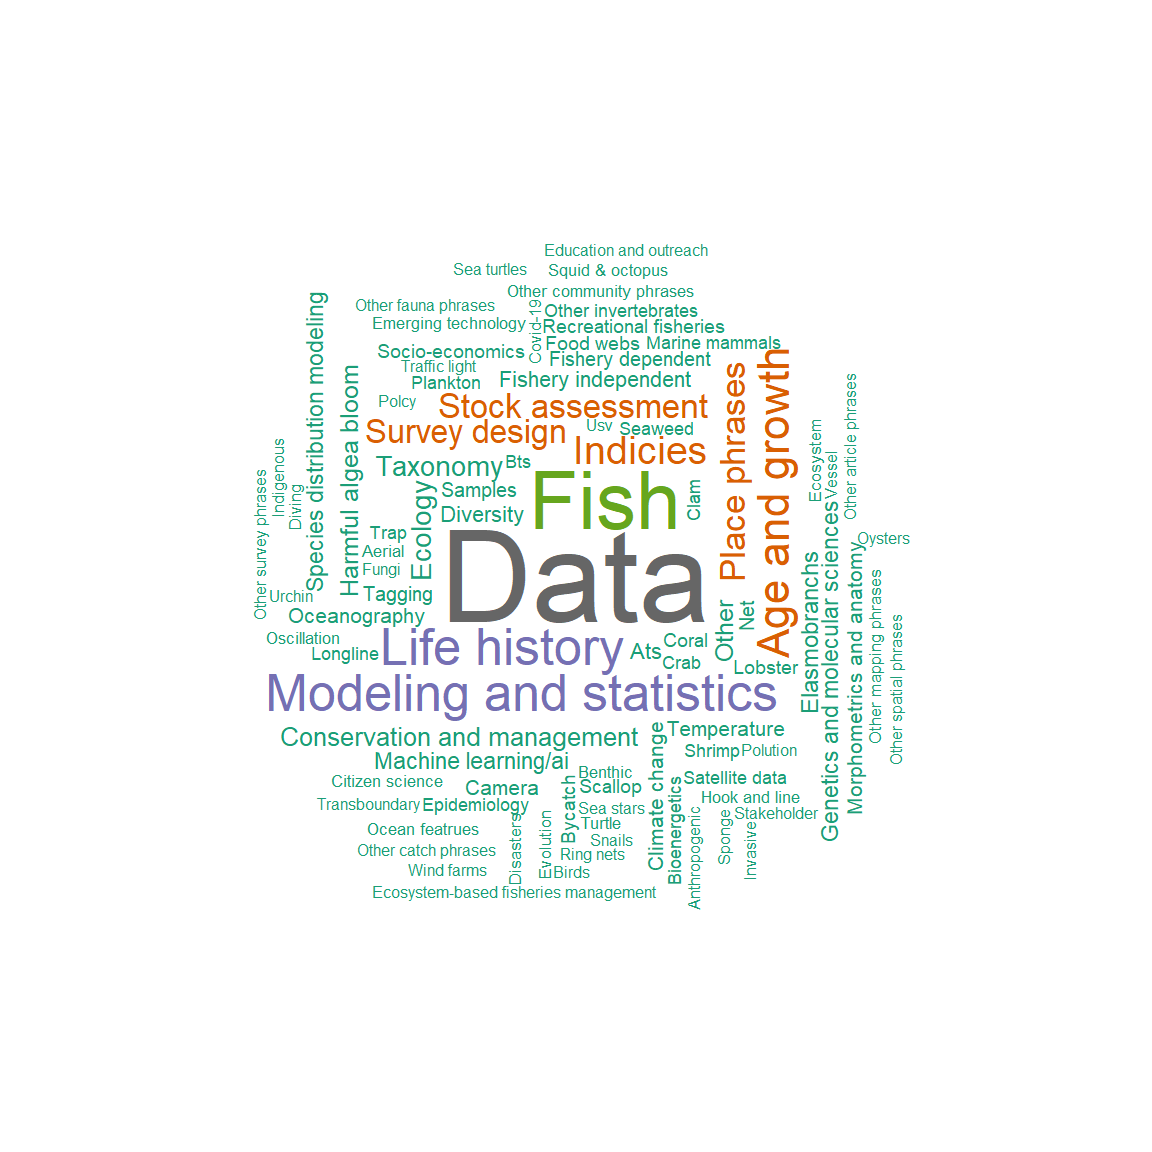 Education and outreach
Sea turtles
Squid & octopus
Other community phrases
Other fauna phrases
Covid-19
Other invertebrates
Emerging technology
Recreational fisheries
Food webs
Marine mammals
Socio-economics
Fishery dependent
Traffic light
Plankton
Fishery independent
Polcy
Stock assessment
Survey design
Usv
Seaweed
Indicies
Taxonomy
Bts
Species distribution modeling
Harmful algea bloom
Place phrases
Age and growth
Other article phrases
Ecosystem
Vessel
Indigenous
Diving
Other survey phrases
Ecology
Samples
Diversity
Fish
Clam
Trap
Aerial
Fungi
Data
Tagging
Urchin
Oceanography
Oscillation
Longline
Life history
Ats
Coral
Crab
Other
Net
Lobster
Elasmobranchs
Genetics and molecular sciences
Morphometrics and anatomy
Oysters
Other mapping phrases
Other spatial phrases
Modeling and statistics
Conservation and management
Temperature
Machine learning/ai
Shrimp
Polution
Citizen science
Camera
Benthic
Scallop
Climate change
Satellite data
Transboundary
Epidemiology
Bycatch
Sea stars
Bioenergetics
Hook and line
Stakeholder
Ocean featrues
Disasters
Evolution
Turtle
Snails
Anthropogenic
Sponge
Invasive
Other catch phrases
Ring nets
Wind farms
Birds
Ecosystem-based fisheries management